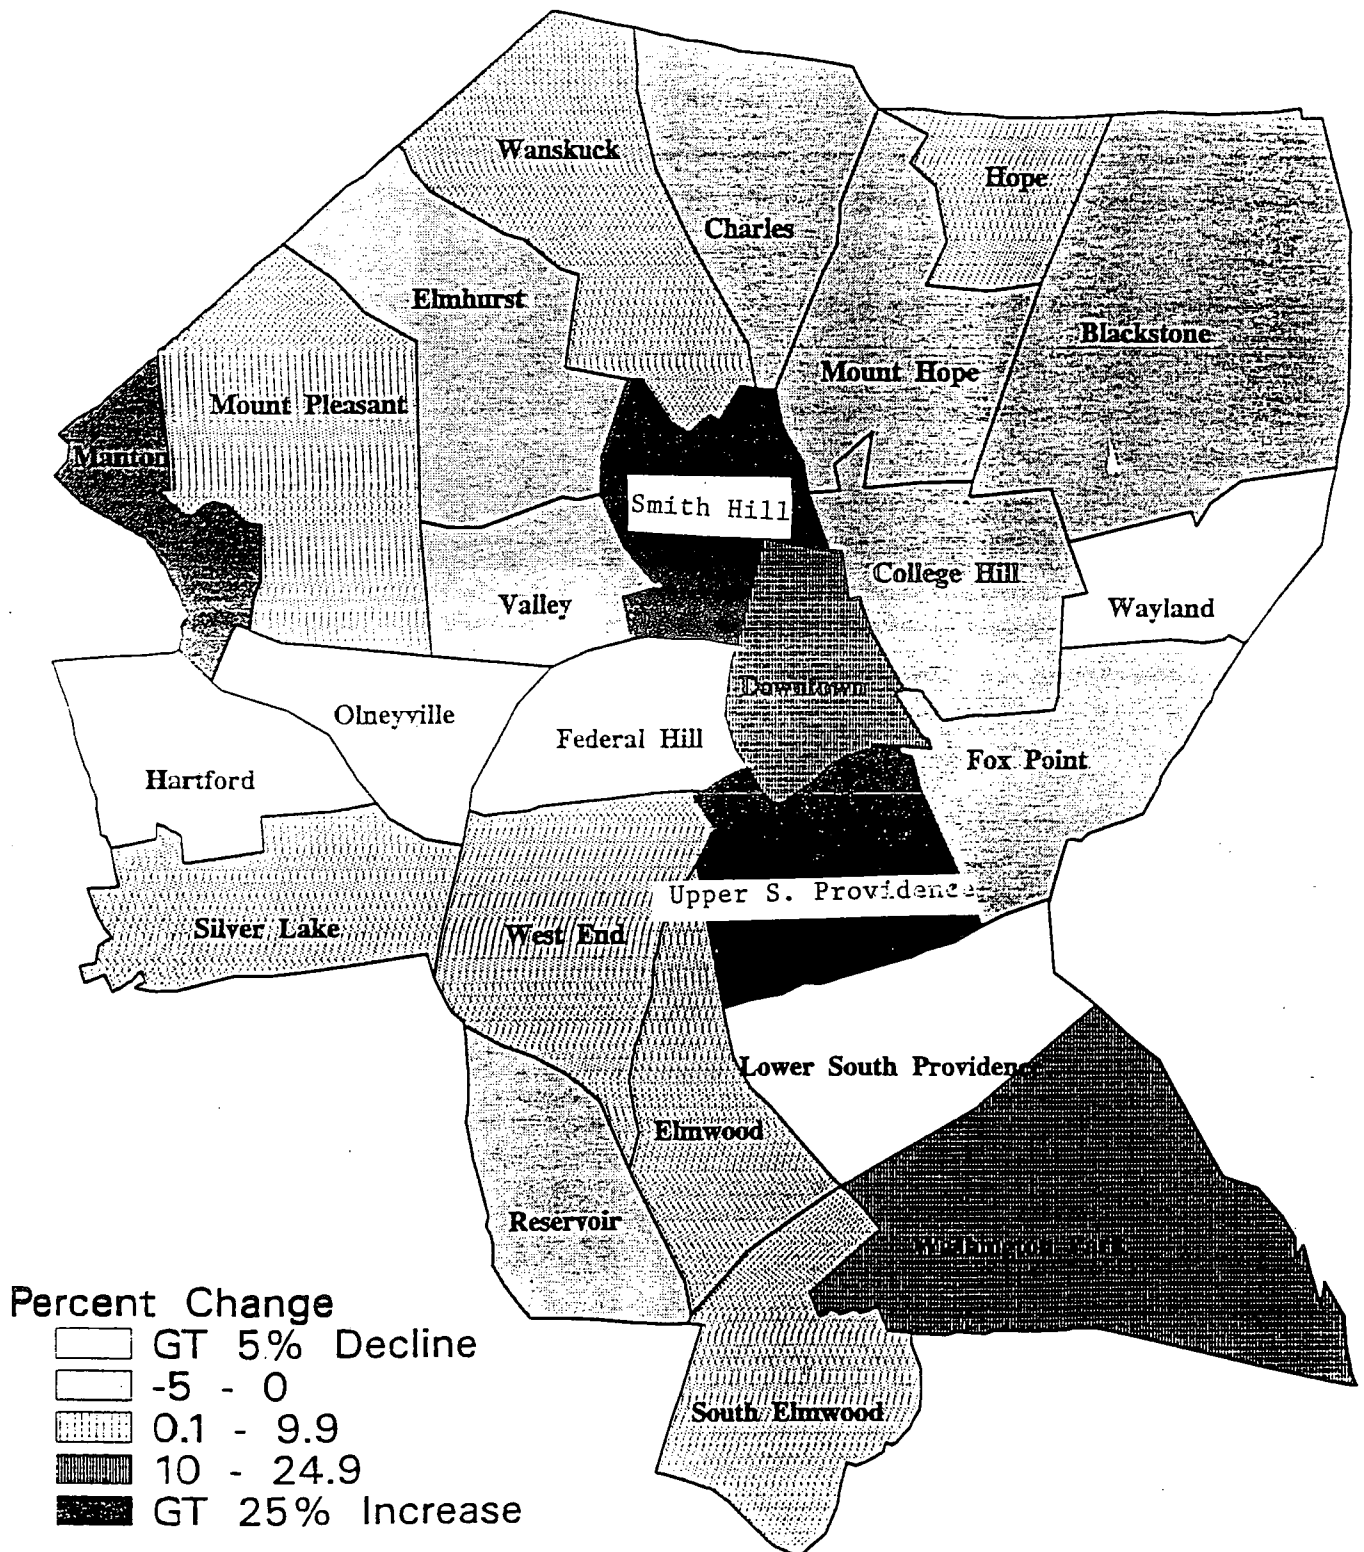 Wanskuck
Hope
Charles
Elmhurst
Blackstone
Mount Hope
Mount Pleasant
Manton
Smith Hill
College Hill
Valley
Wayland
Downtown
Olneyville
Federal Hill
Fox Point
Hartford
Upper S. Providence
Silver Lake
West End
Lower South Providence
Elmwood
Reservoir
Washington Park
Percent Change
GT 5% Decline
-5 - 0
0.1 - 9.9
10 - 24.9
GT 25% Increase
South Elmwood